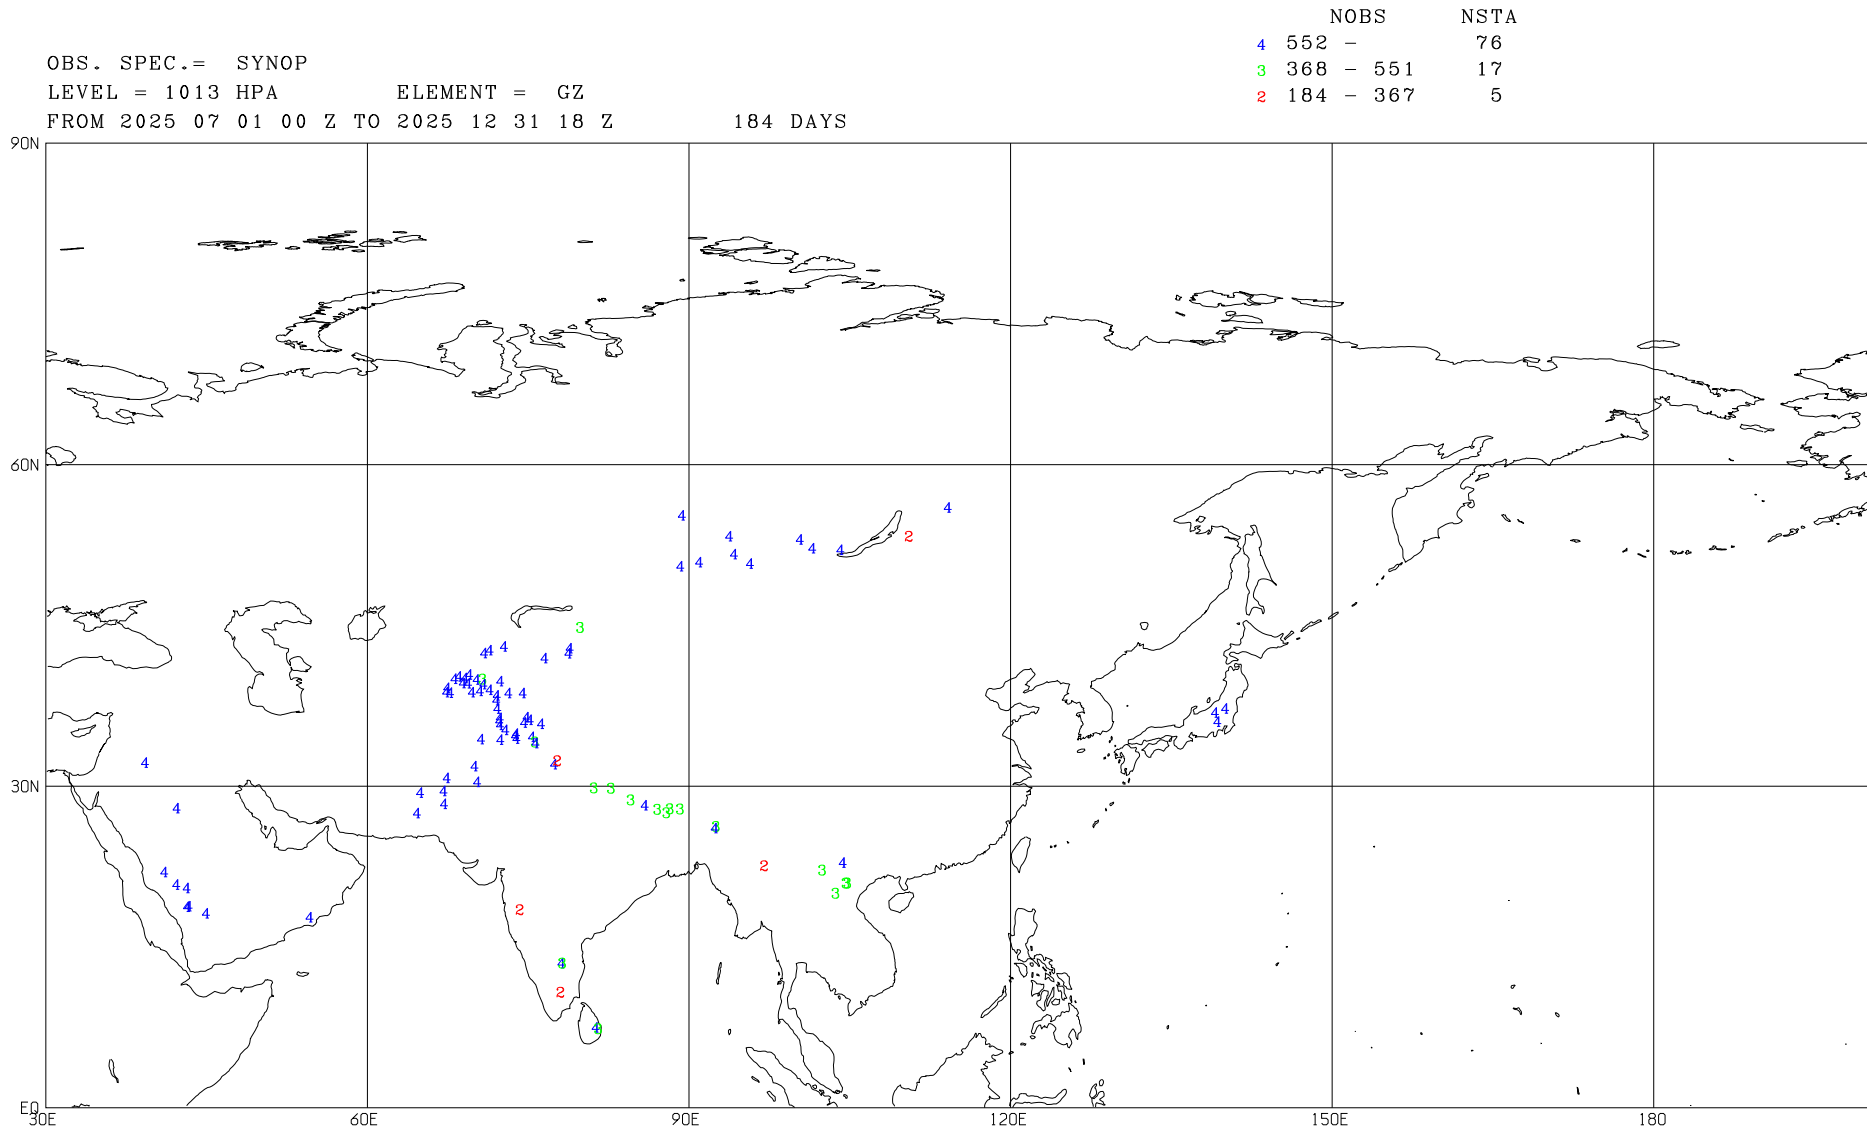 NOBS NSTA
4 552 - 76
3 368 - 551 17
2 184 - 367 5
OBS. SPEC.= SYNOP
LEVEL = 1013 HPA ELEMENT = GZ
FROM 2025 07 01 00 Z TO 2025 12 31 18 Z 184 DAYS
90N
60N
30N
EQ
30E 60E 90E 120E 150E 180